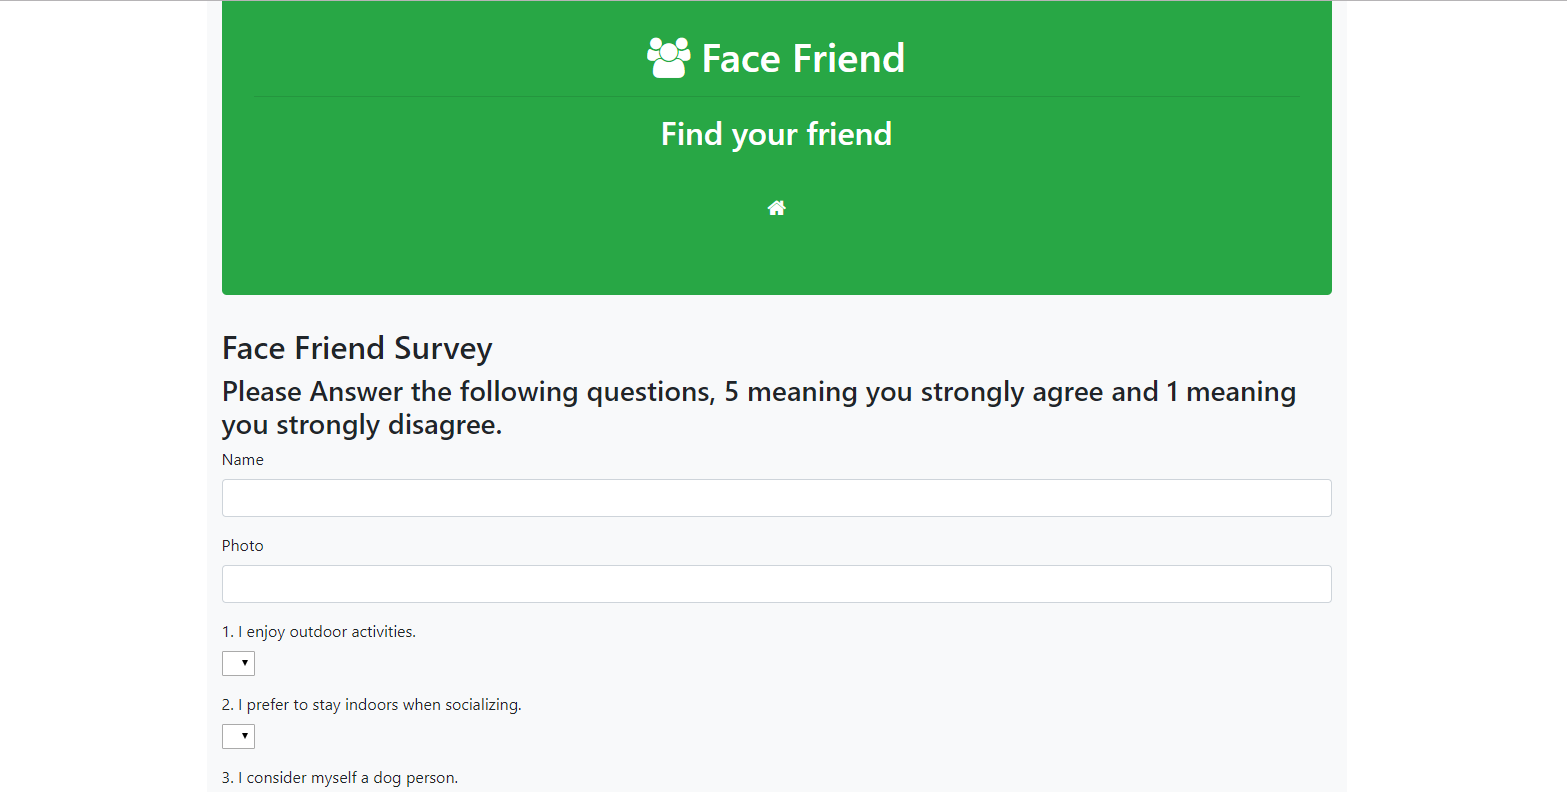 Face Friend
Find your friend
Face Friend Survey
Please Answer the following questions, 5 meaning you strongly agree and 1 meaning
you strongly disagree.
Name
Photo
1. I enjoy outdoor activities.
2. I prefer to stay indoors when socializing.
3. I consider myself a dog person.